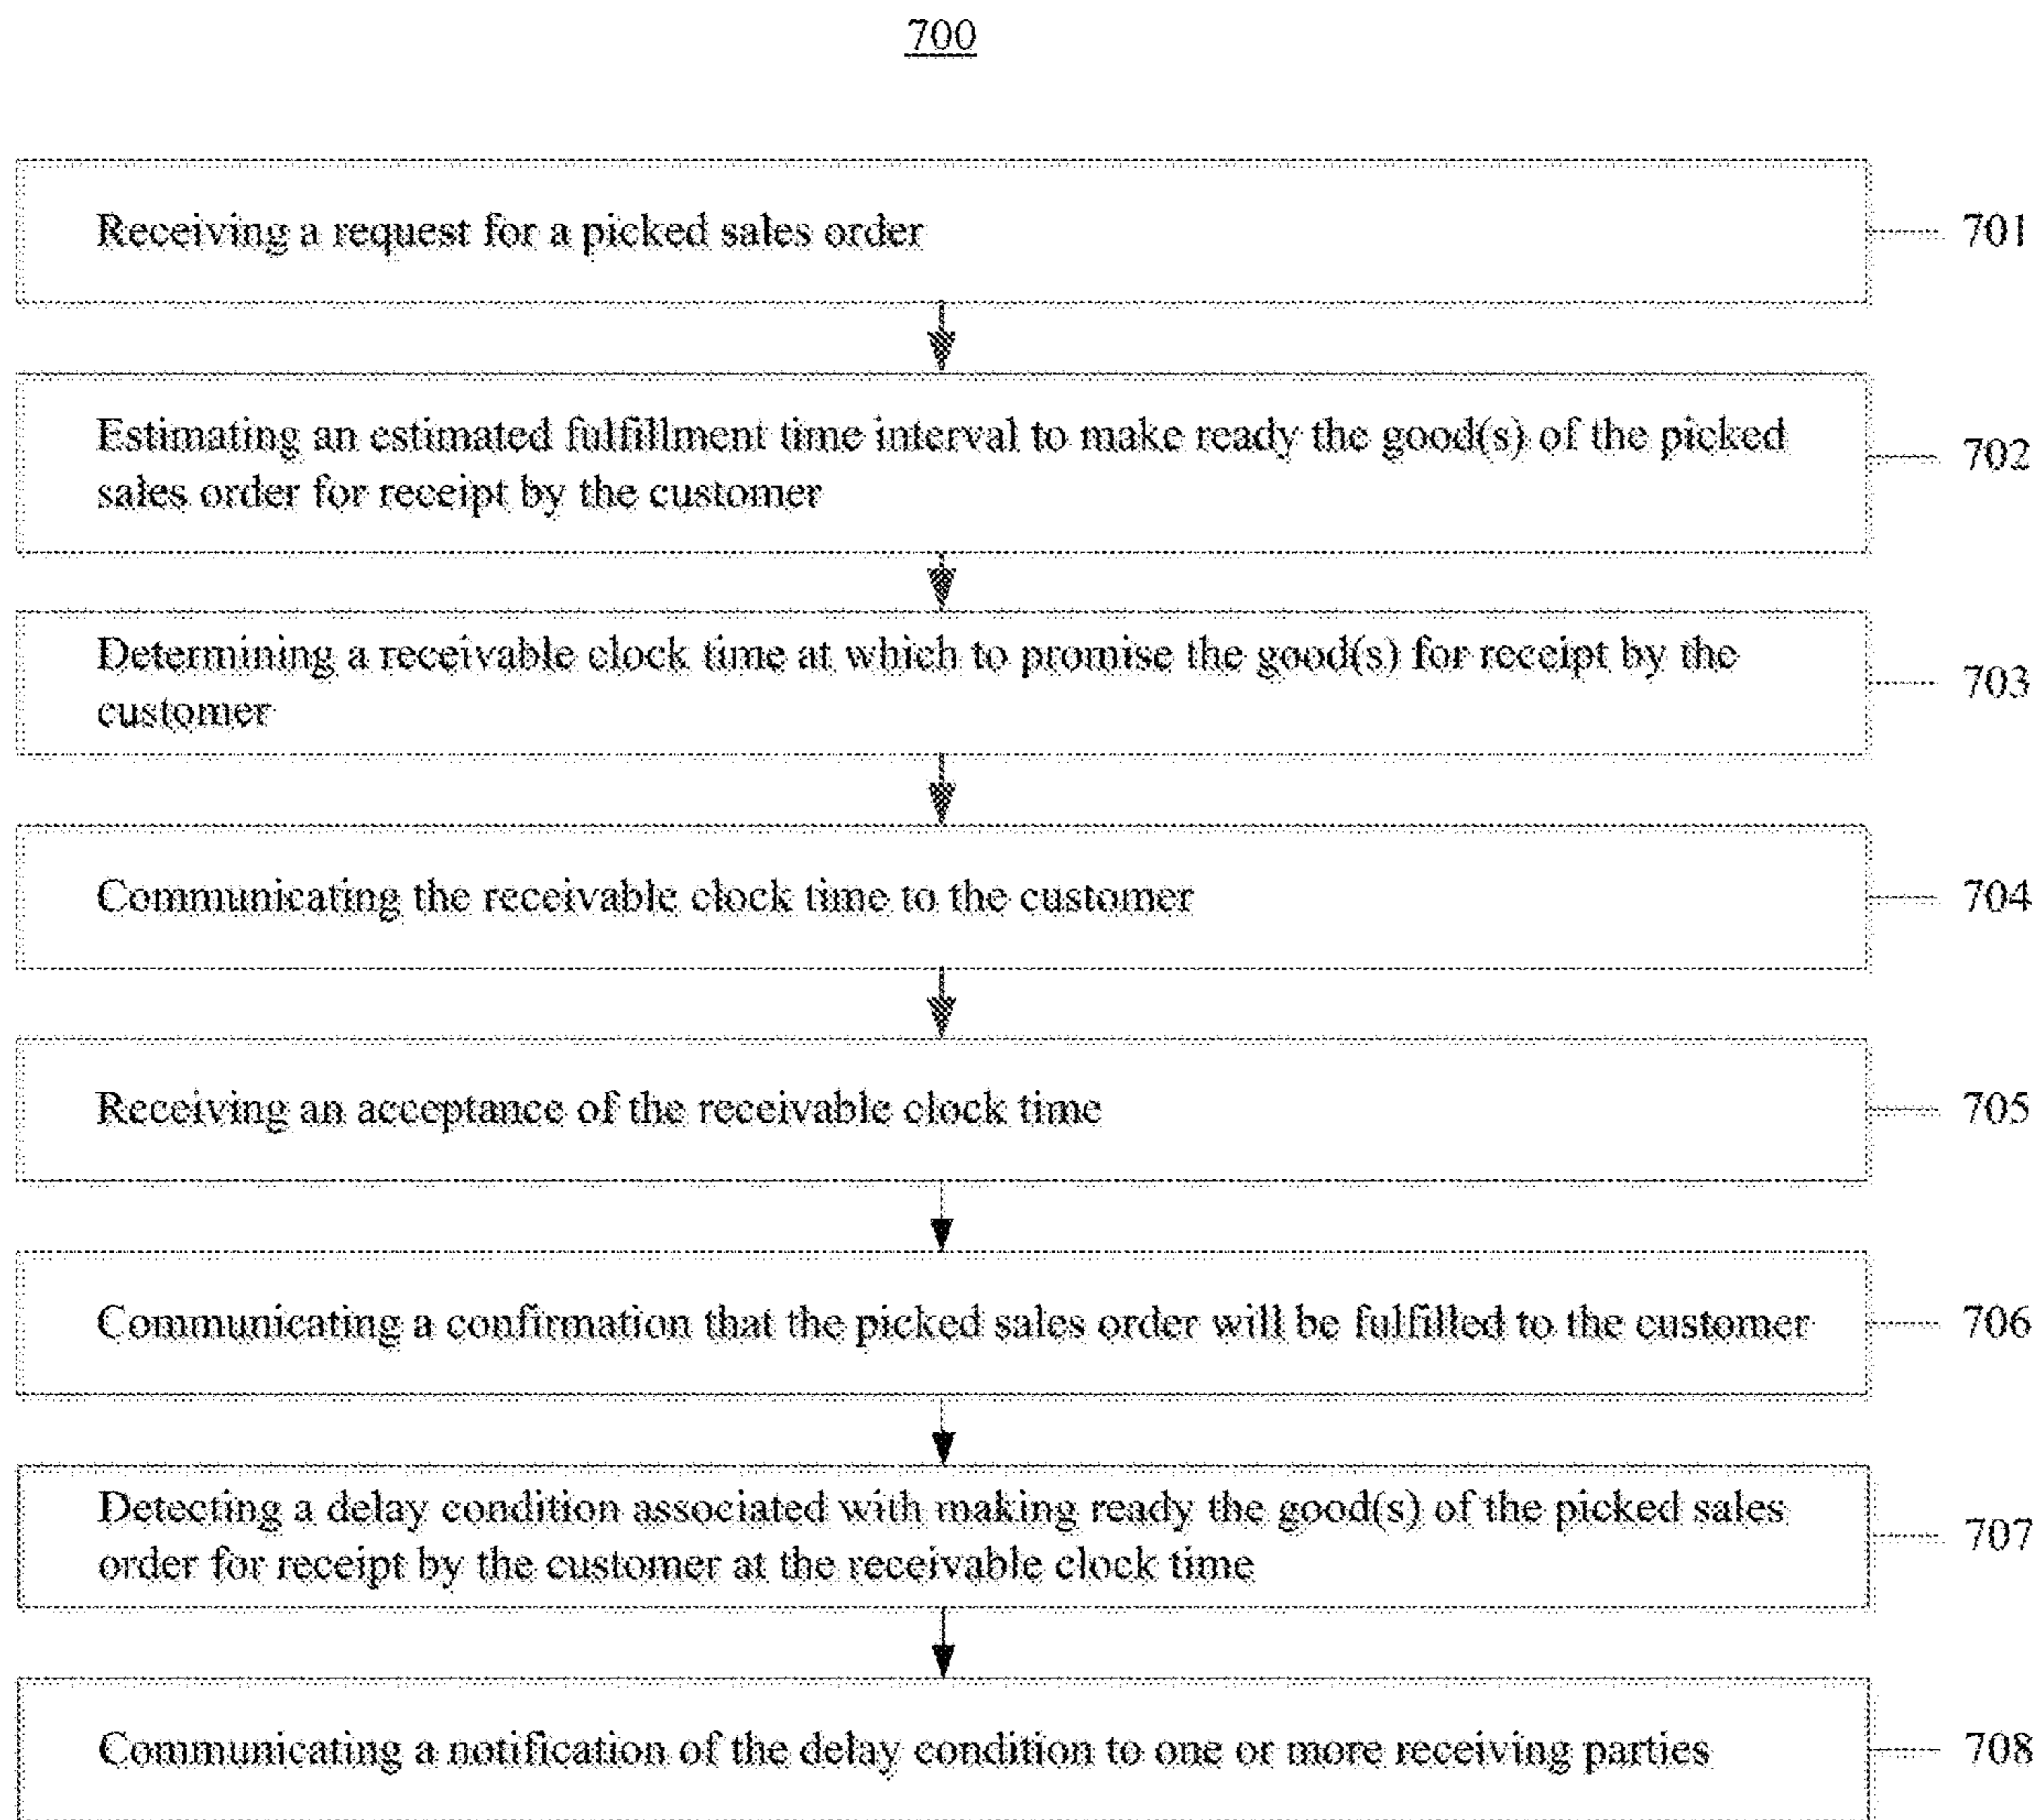 700
Receiving a request for a picked sales order
701
Estimating an estimated fulfillment time interval to make ready the good(s) of the picked
sales order for receipt by the customer
702
Determining a receivable clock time at which to promise the good(s) for receipt by the
customer
703
Communicating the receivable clock time to the customer
704
Receiving an acceptance of the receivable clock time
705
Communicating a confirmation that the picked sales order will be fulfilled to the customer
706
Detecting a delay condition associated with making ready the good(s) of the picked sales
order for receipt by the customer at the receivable clock time
707
Communicating a notification of the delay condition to one or more receiving parties
708